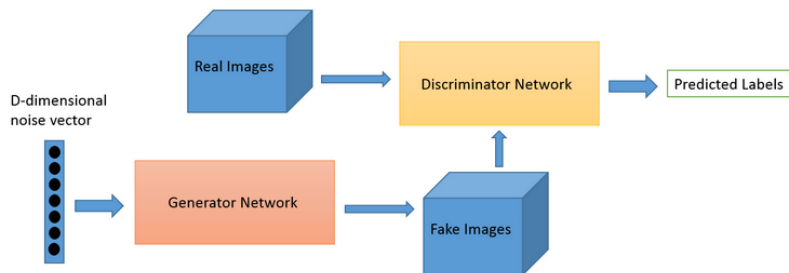 Real Images
Discriminator Network
Predicted Labels
D-dimensional
noise vector
Generator Network
Fake Images